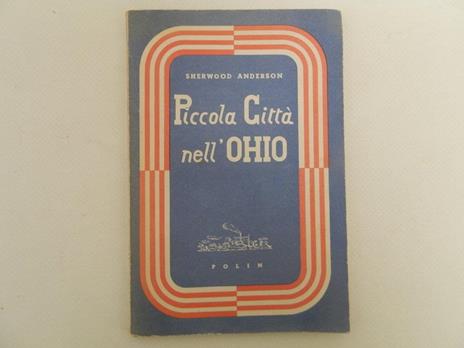 SHERWOOD ANDERSON
Piccola Città
nell'OHIO
POLIN